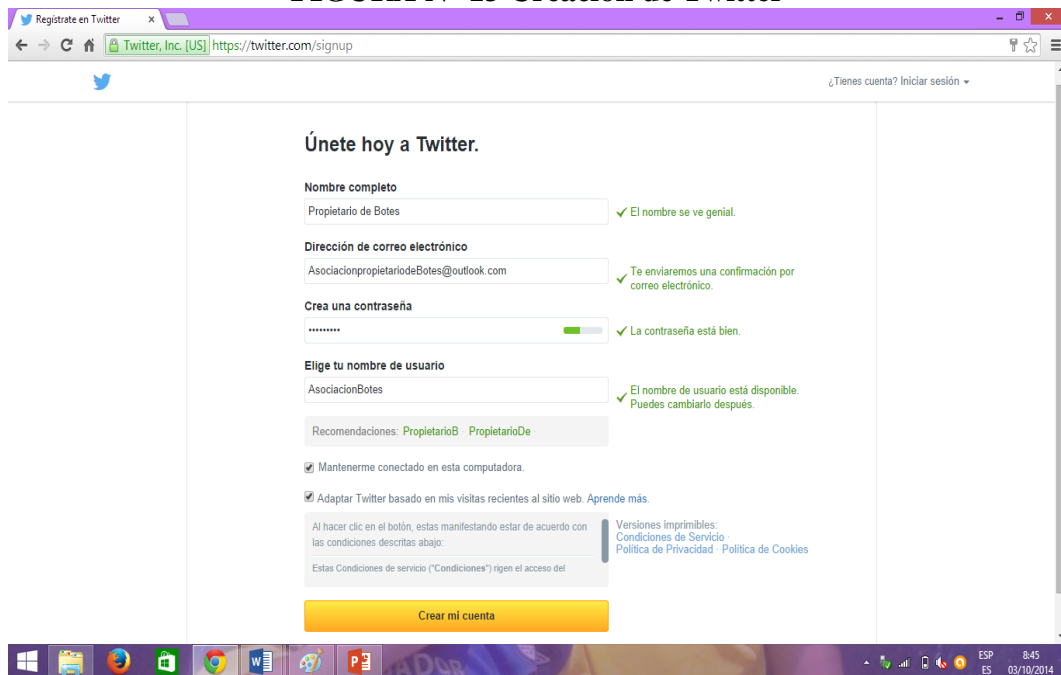 FIGURA N° 15 Creación de Twitter
Regístrate en Twitter
Twitter, Inc. [US] https://twitter.com/signup
¿Tienes cuenta? Iniciar sesión
Únete hoy a Twitter.
Nombre completo
Propietario de Botes
El nombre se ve genial.
Dirección de correo electrónico
AsociacionpropietariodeBotes@outlook.com
Te enviaremos una confirmación por
correo electrónico.
Crea una contraseña
La contraseña está bien.
Elige tu nombre de usuario
AsociacionBotes
El nombre de usuario está disponible.
Puedes cambiarlo después.
Recomendaciones: PropietarioB · PropietarioDe
Mantenerme conectado en esta computadora.
Adaptar Twitter basado en mis visitas recientes al sitio web. Aprende más.
Al hacer clic en el botón, estas manifestando estar de acuerdo con
las condiciones descritas abajo:
Estas Condiciones de servicio ("Condiciones") rigen el acceso del
Versiones imprimibles:
Condiciones de Servicio ·
Política de Privacidad · Política de Cookies
Crear mi cuenta
ESP
ES
8:45
03/10/2014